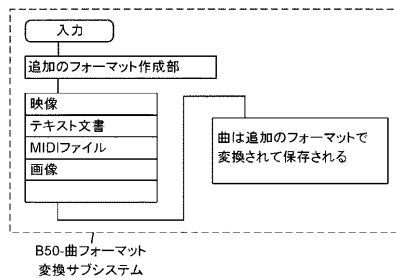 入力
追加のフォーマット作成部
映像
テキスト文書
MIDIファイル
画像
曲は追加のフォーマットで
変換されて保存される
B50-曲フォーマット
変換サブシステム